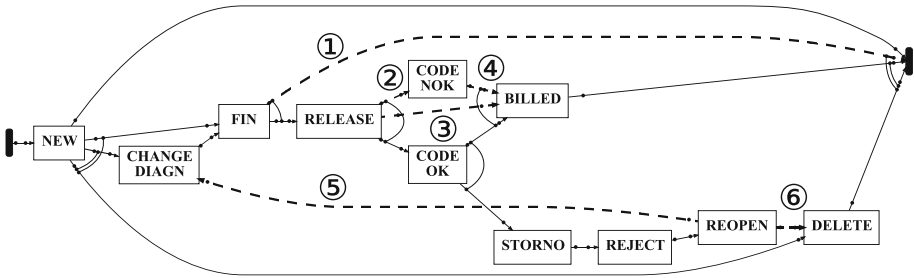 ①
②
CODE
NOK
④
BILLED
FIN
RELEASE
③
NEW
CHANGE
DIAGN
CODE
OK
⑤
⑥
REOPEN
DELETE
STORNO
REJECT